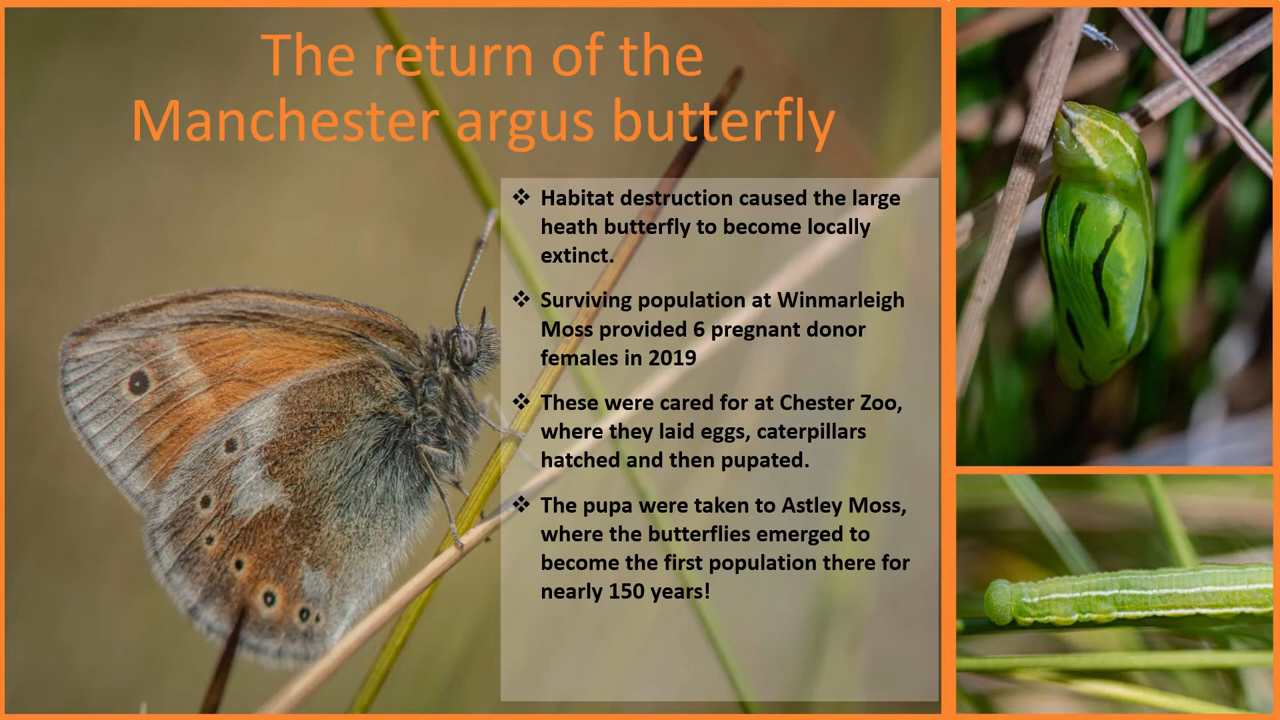 The return of the
Manchester argus butterfly
❖ Habitat destruction caused the large
heath butterfly to become locally
extinct.
❖ Surviving population at Winmarleigh
Moss provided 6 pregnant donor
females in 2019
❖ These were cared for at Chester Zoo,
where they laid eggs, caterpillars
hatched and then pupated.
❖ The pupa were taken to Astley Moss,
where the butterflies emerged to
become the first population there for
nearly 150 years!